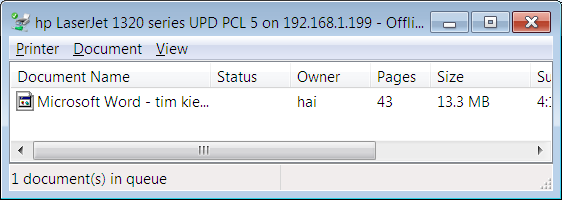 hp LaserJet 1320 series UPD PCL 5 on 192.168.1.199 - Offli...
Printer Document View
Document Name Status Owner Pages Size Su
Microsoft Word - tim kie... hai 43 13.3 MB 4:
1 document(s) in queue